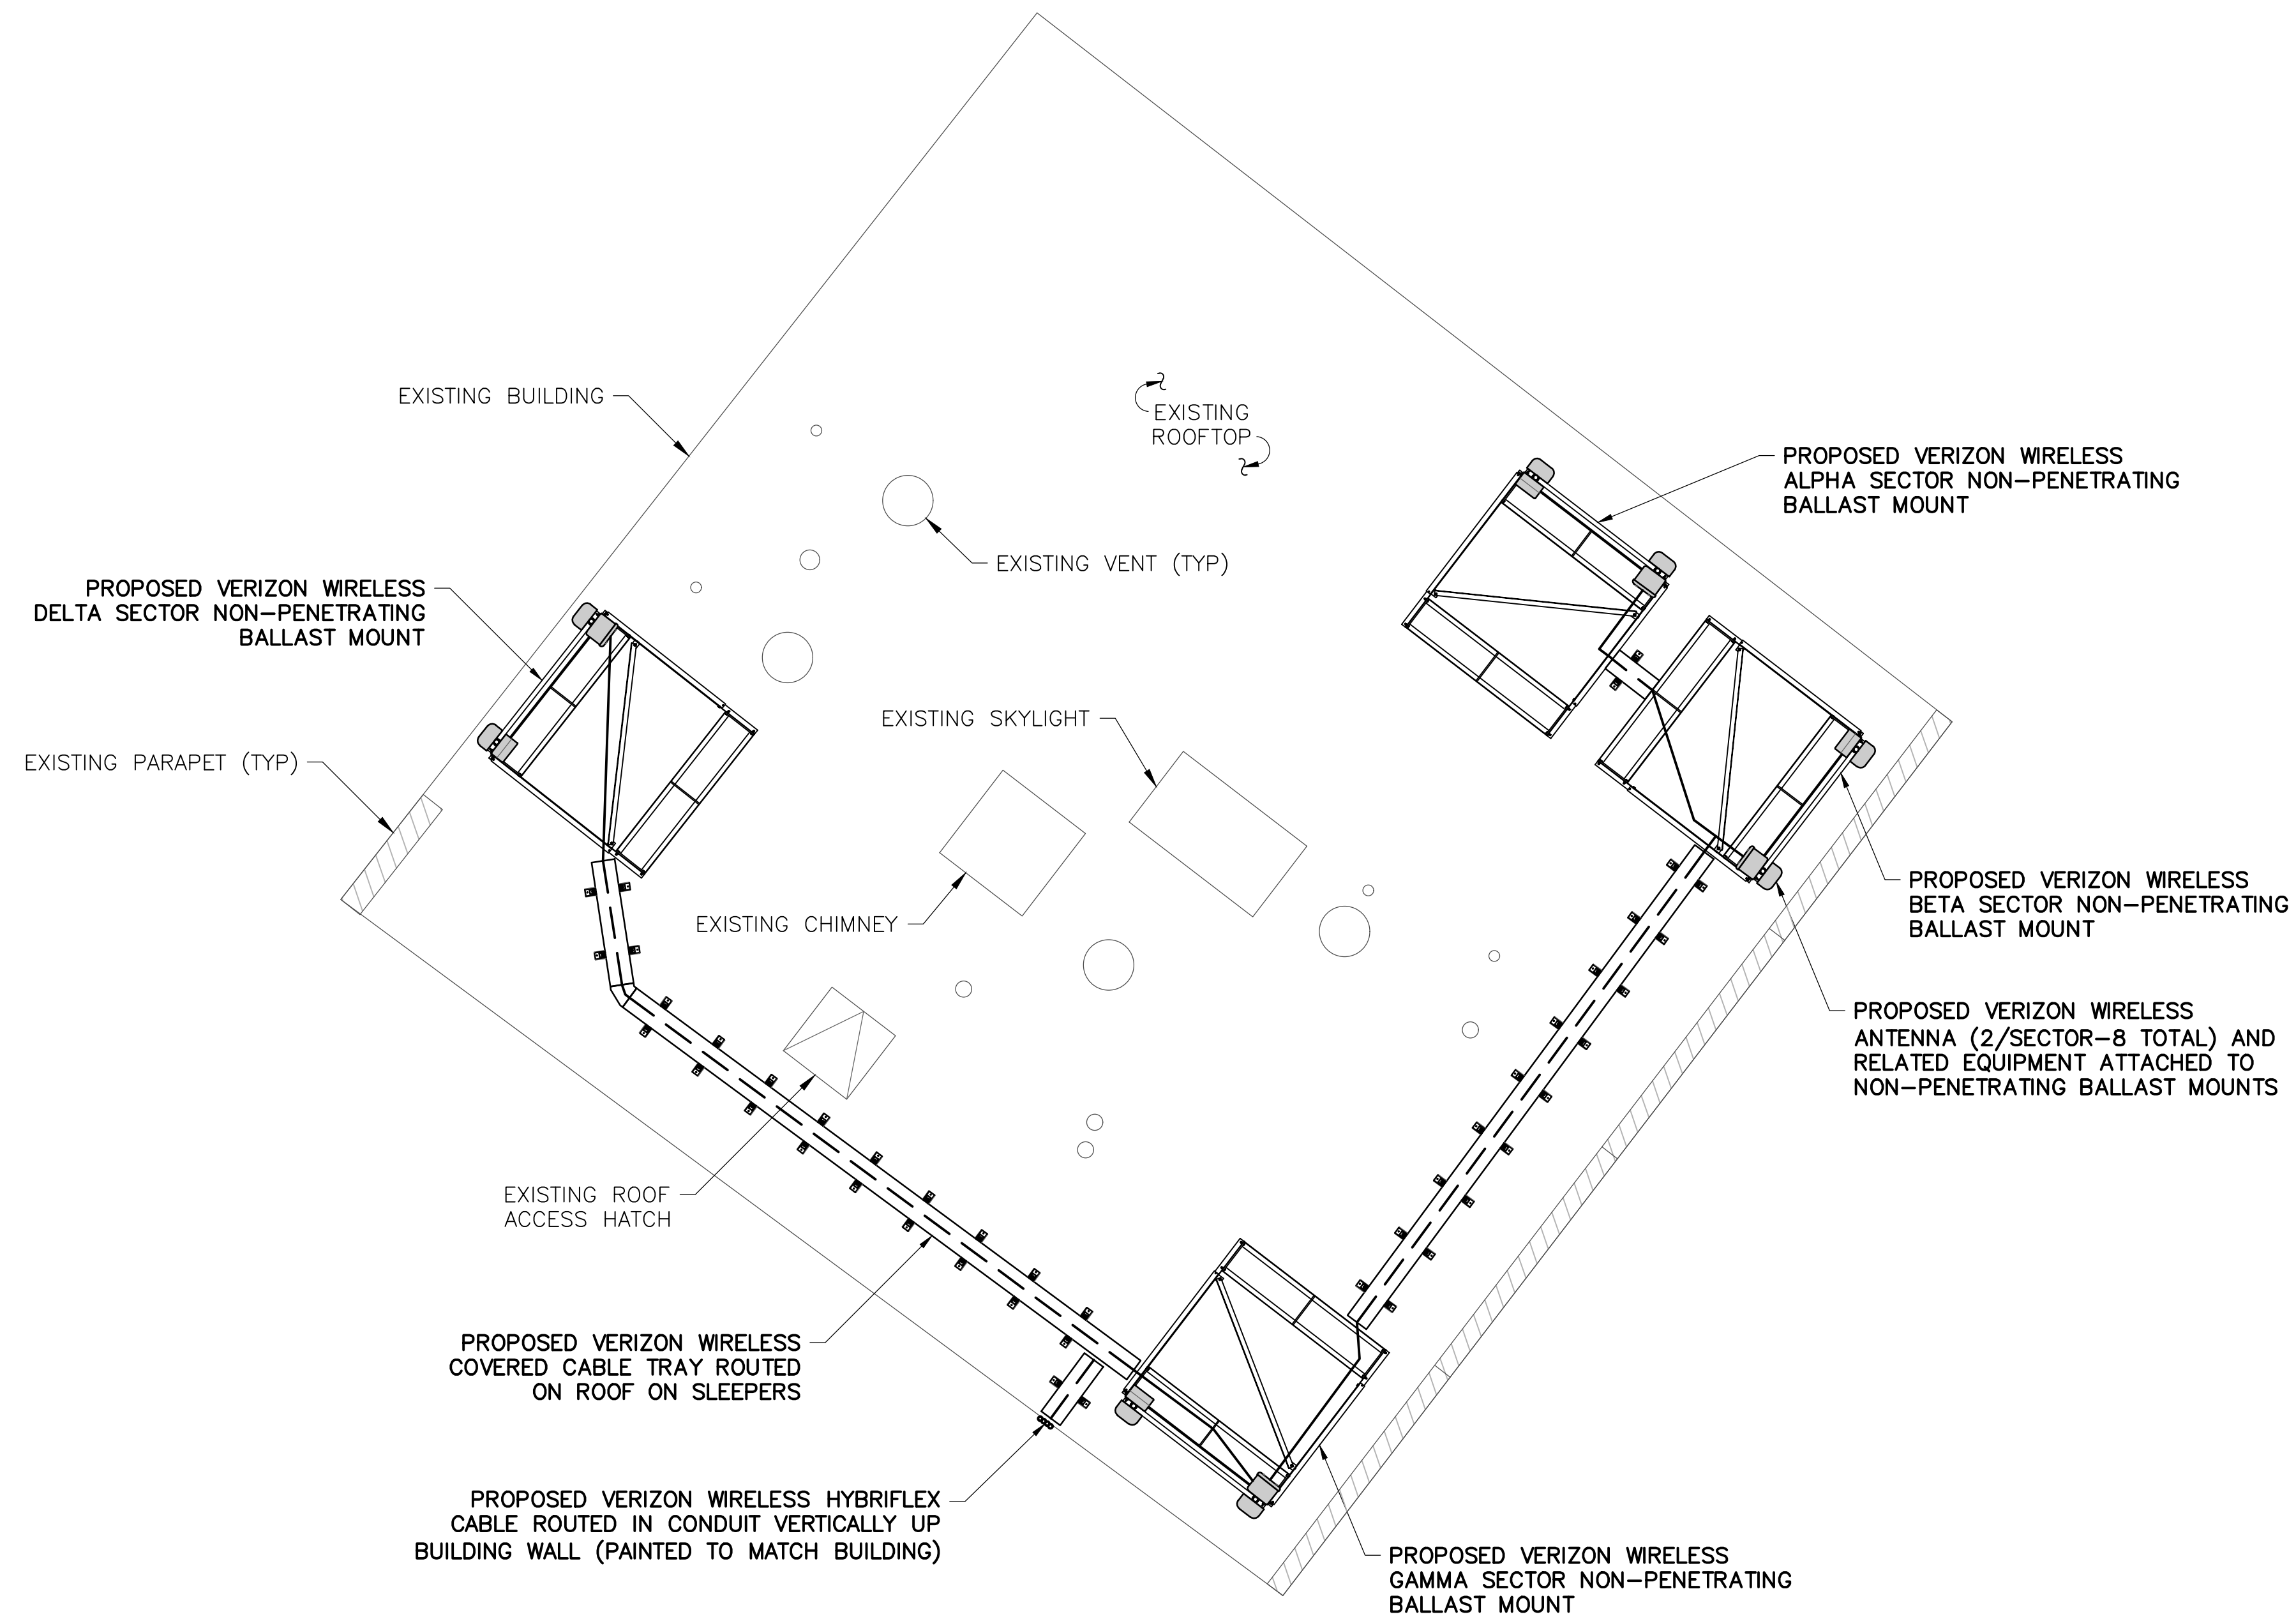 EXISTING BUILDING
EXISTING
ROOFTOP
PROPOSED VERIZON WIRELESS
ALPHA SECTOR NON-PENETRATING
BALLAST MOUNT
EXISTING VENT (TYP)
PROPOSED VERIZON WIRELESS
DELTA SECTOR NON-PENETRATING
BALLAST MOUNT
EXISTING SKYLIGHT
EXISTING PARAPET (TYP)
EXISTING CHIMNEY
PROPOSED VERIZON WIRELESS
BETA SECTOR NON-PENETRATING
BALLAST MOUNT
PROPOSED VERIZON WIRELESS
ANTENNA (2/SECTOR-8 TOTAL) AND
RELATED EQUIPMENT ATTACHED TO
NON-PENETRATING BALLAST MOUNTS
EXISTING ROOF
ACCESS HATCH
PROPOSED VERIZON WIRELESS
COVERED CABLE TRAY ROUTED
ON ROOF ON SLEEPERS
PROPOSED VERIZON WIRELESS HYBRIFLEX
CABLE ROUTED IN CONDUIT VERTICALLY UP
BUILDING WALL (PAINTED TO MATCH BUILDING)
PROPOSED VERIZON WIRELESS
GAMMA SECTOR NON-PENETRATING
BALLAST MOUNT